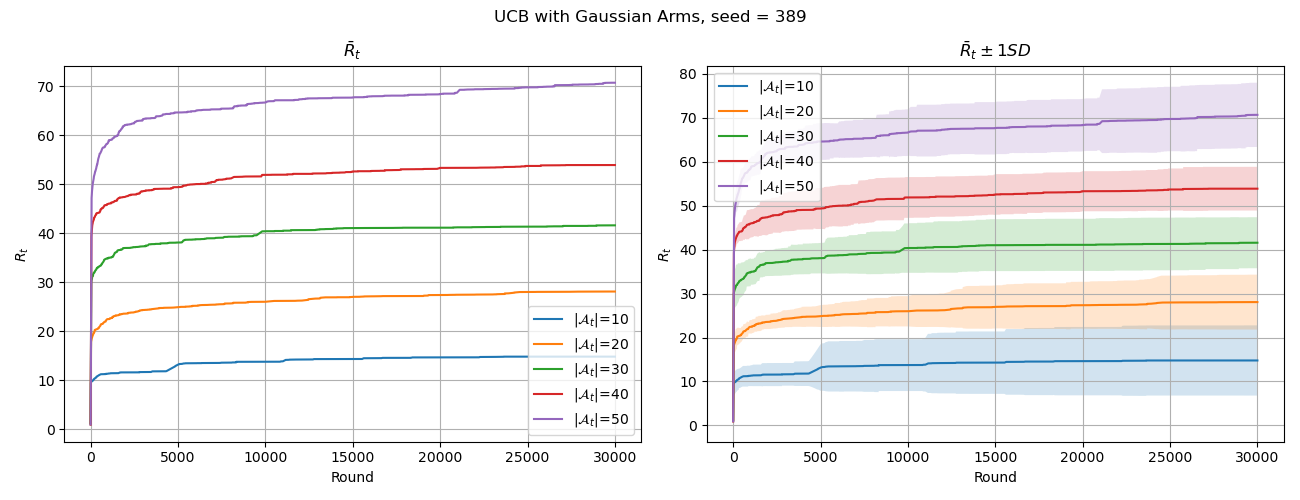 UCB with Gaussian Arms, seed = 389
R̄ₜ
70
60
50
40
30
20
10
0
Rₜ
0 5000 10000 15000 20000 25000 30000
Round
|𝒜ₜ|=10
|𝒜ₜ|=20
|𝒜ₜ|=30
|𝒜ₜ|=40
|𝒜ₜ|=50
R̄ₜ ± 1SD
80
70
60
50
40
30
20
10
0
Rₜ
0 5000 10000 15000 20000 25000 30000
Round
|𝒜ₜ|=10
|𝒜ₜ|=20
|𝒜ₜ|=30
|𝒜ₜ|=40
|𝒜ₜ|=50